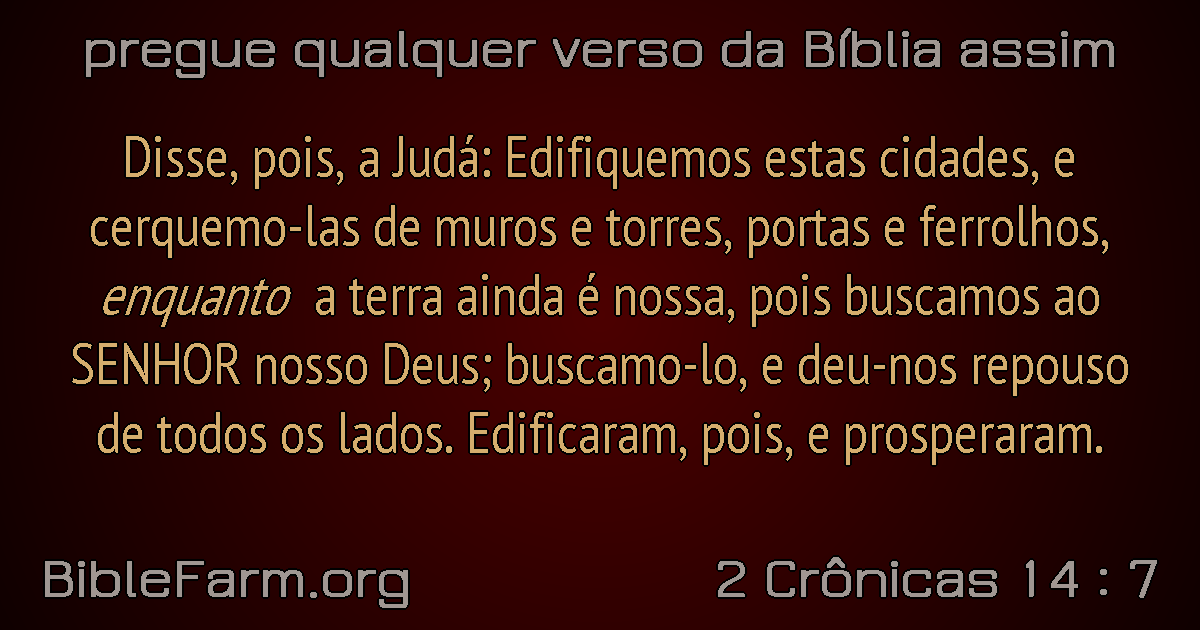 pregue qualquer verso da Bíblia assim
Disse, pois, a Judá: Edifiquemos estas cidades, e
cerquemo-las de muros e torres, portas e ferrolhos,
enquanto a terra ainda é nossa, pois buscamos ao
SENHOR nosso Deus; buscamo-lo, e deu-nos repouso
de todos os lados. Edificaram, pois, e prosperaram.
BibleFarm.org
2 Crônicas 14 : 7